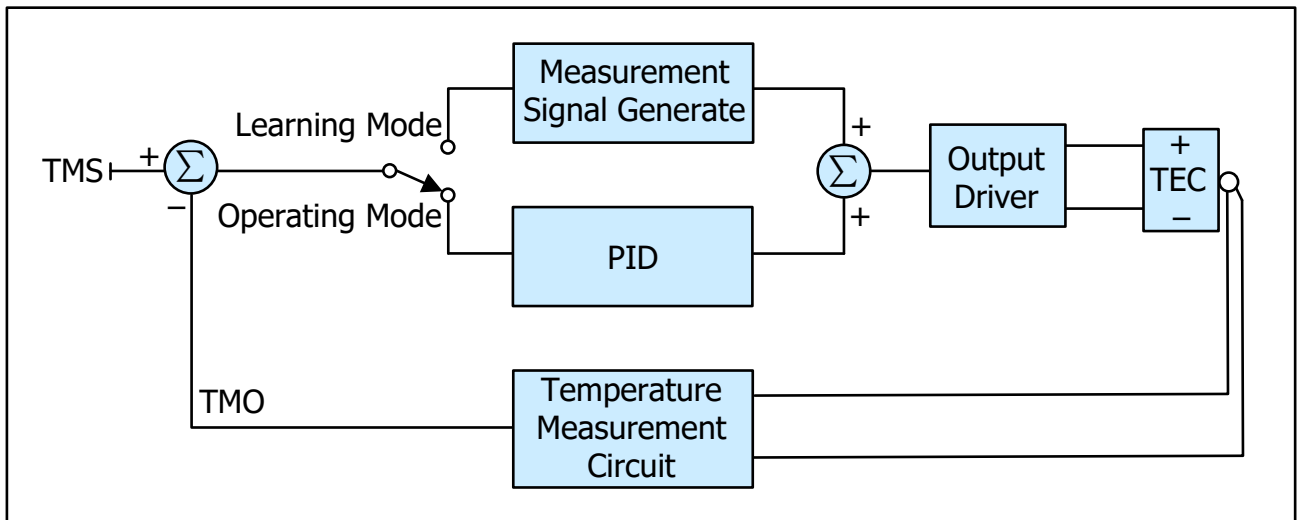 Measurement
Signal Generate
Learning Mode
+
+
TMS
Σ
Σ
Output
Driver
+
TEC
−
−
Operating Mode
+
PID
TMO
Temperature
Measurement
Circuit